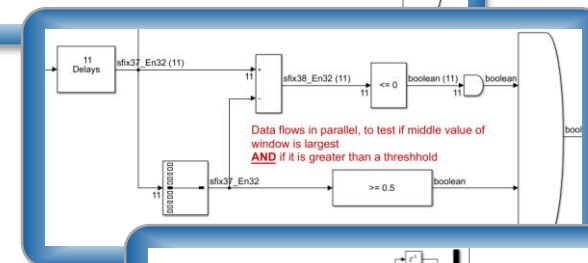 11
Delays
sfix37_En32 (11)
11
+
-
sfix38_En32 (11)
11
<= 0
boolean (11)
11
boolean
Data flows in parallel, to test if middle value of
window is largest
AND if it is greater than a threshhold
11
sfix37_En32
>= 0.5
boolean